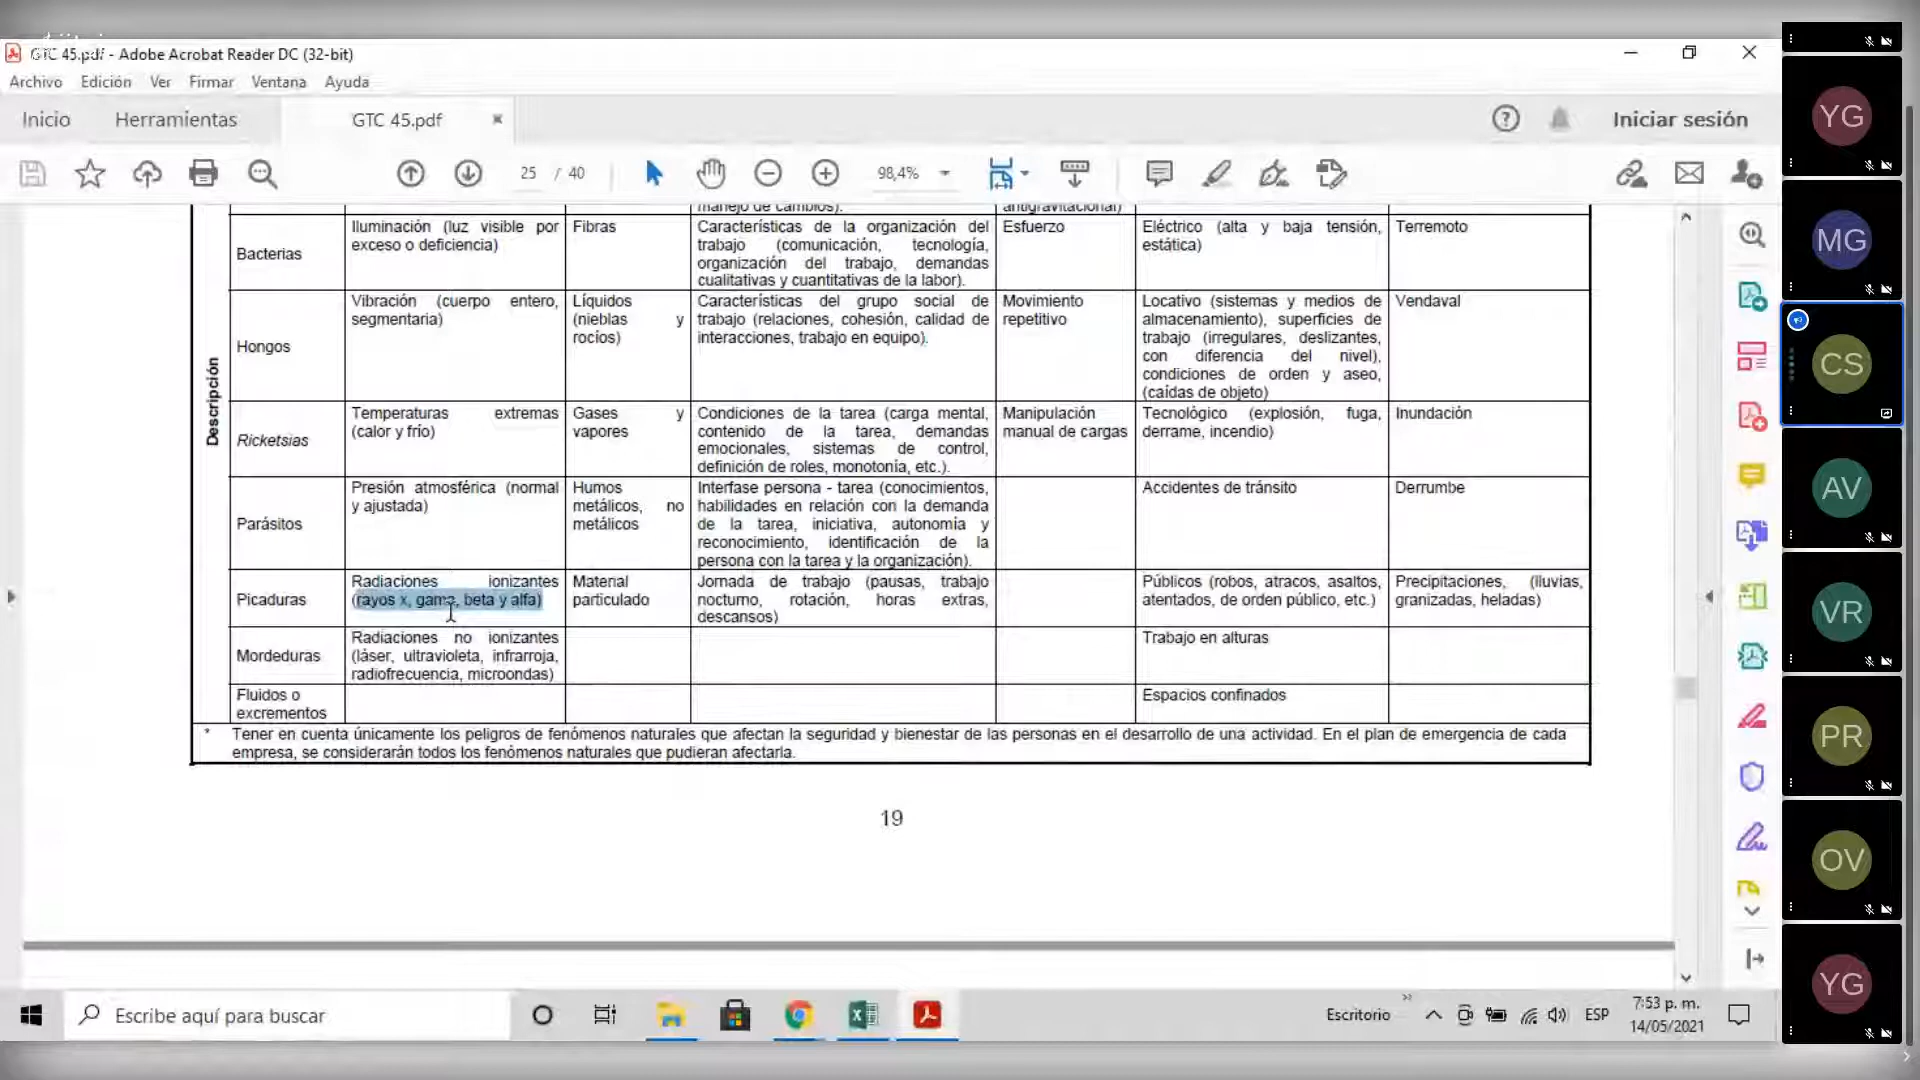 GTC 45.pdf - Adobe Acrobat Reader DC (32-bit)
Archivo Edición Ver Firmar Ventana Ayuda
Inicio Herramientas GTC 45.pdf × Iniciar sesión
25 / 40 98,4%
manejo de cambios). antigravitacional)
Descripción
Bacterias
Iluminación (luz visible por
exceso o deficiencia)
Fibras
Características de la organización del
trabajo (comunicación, tecnología,
organización del trabajo, demandas
cualitativas y cuantitativas de la labor).
Esfuerzo
Eléctrico (alta y baja tensión,
estática)
Terremoto
Hongos
Vibración (cuerpo entero,
segmentaria)
Líquidos
(nieblas y
rocíos)
Características del grupo social de
trabajo (relaciones, cohesión, calidad de
interacciones, trabajo en equipo).
Movimiento
repetitivo
Locativo (sistemas y medios de
almacenamiento), superficies de
trabajo (irregulares, deslizantes,
con diferencia del nivel),
condiciones de orden y aseo,
(caídas de objeto)
Vendaval
Ricketsias
Temperaturas extremas
(calor y frío)
Gases y
vapores
Condiciones de la tarea (carga mental,
contenido de la tarea, demandas
emocionales, sistemas de control,
definición de roles, monotonía, etc.).
Manipulación
manual de cargas
Tecnológico (explosión, fuga,
derrame, incendio)
Inundación
Parásitos
Presión atmosférica (normal
y ajustada)
Humos
metálicos, no
metálicos
Interfase persona - tarea (conocimientos,
habilidades en relación con la demanda
de la tarea, iniciativa, autonomía y
reconocimiento, identificación de la
persona con la tarea y la organización).
Accidentes de tránsito
Derrumbe
Picaduras
Radiaciones ionizantes
(rayos x, gama, beta y alfa)
Material
particulado
Jornada de trabajo (pausas, trabajo
nocturno, rotación, horas extras,
descansos)
Públicos (robos, atracos, asaltos,
atentados, de orden público, etc.)
Precipitaciones, (lluvias,
granizadas, heladas)
Mordeduras
Radiaciones no ionizantes
(láser, ultravioleta, infrarroja,
radiofrecuencia, microondas)
Trabajo en alturas
Fluidos o
excrementos
Espacios confinados
* Tener en cuenta únicamente los peligros de fenómenos naturales que afectan la seguridad y bienestar de las personas en el desarrollo de una actividad. En el plan de emergencia de cada
empresa, se considerarán todos los fenómenos naturales que pudieran afectarla.
19
Escribe aquí para buscar
Escritorio
ESP
7:53 p. m.
14/05/2021
YG
MG
CS
AV
VR
PR
OV
YG